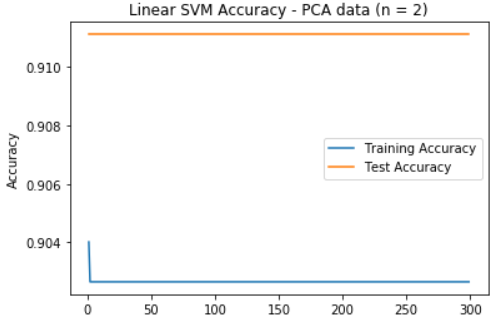 Linear SVM Accuracy - PCA data (n = 2)
0.910
0.908
0.906
0.904
Accuracy
Training Accuracy
Test Accuracy
0 50 100 150 200 250 300